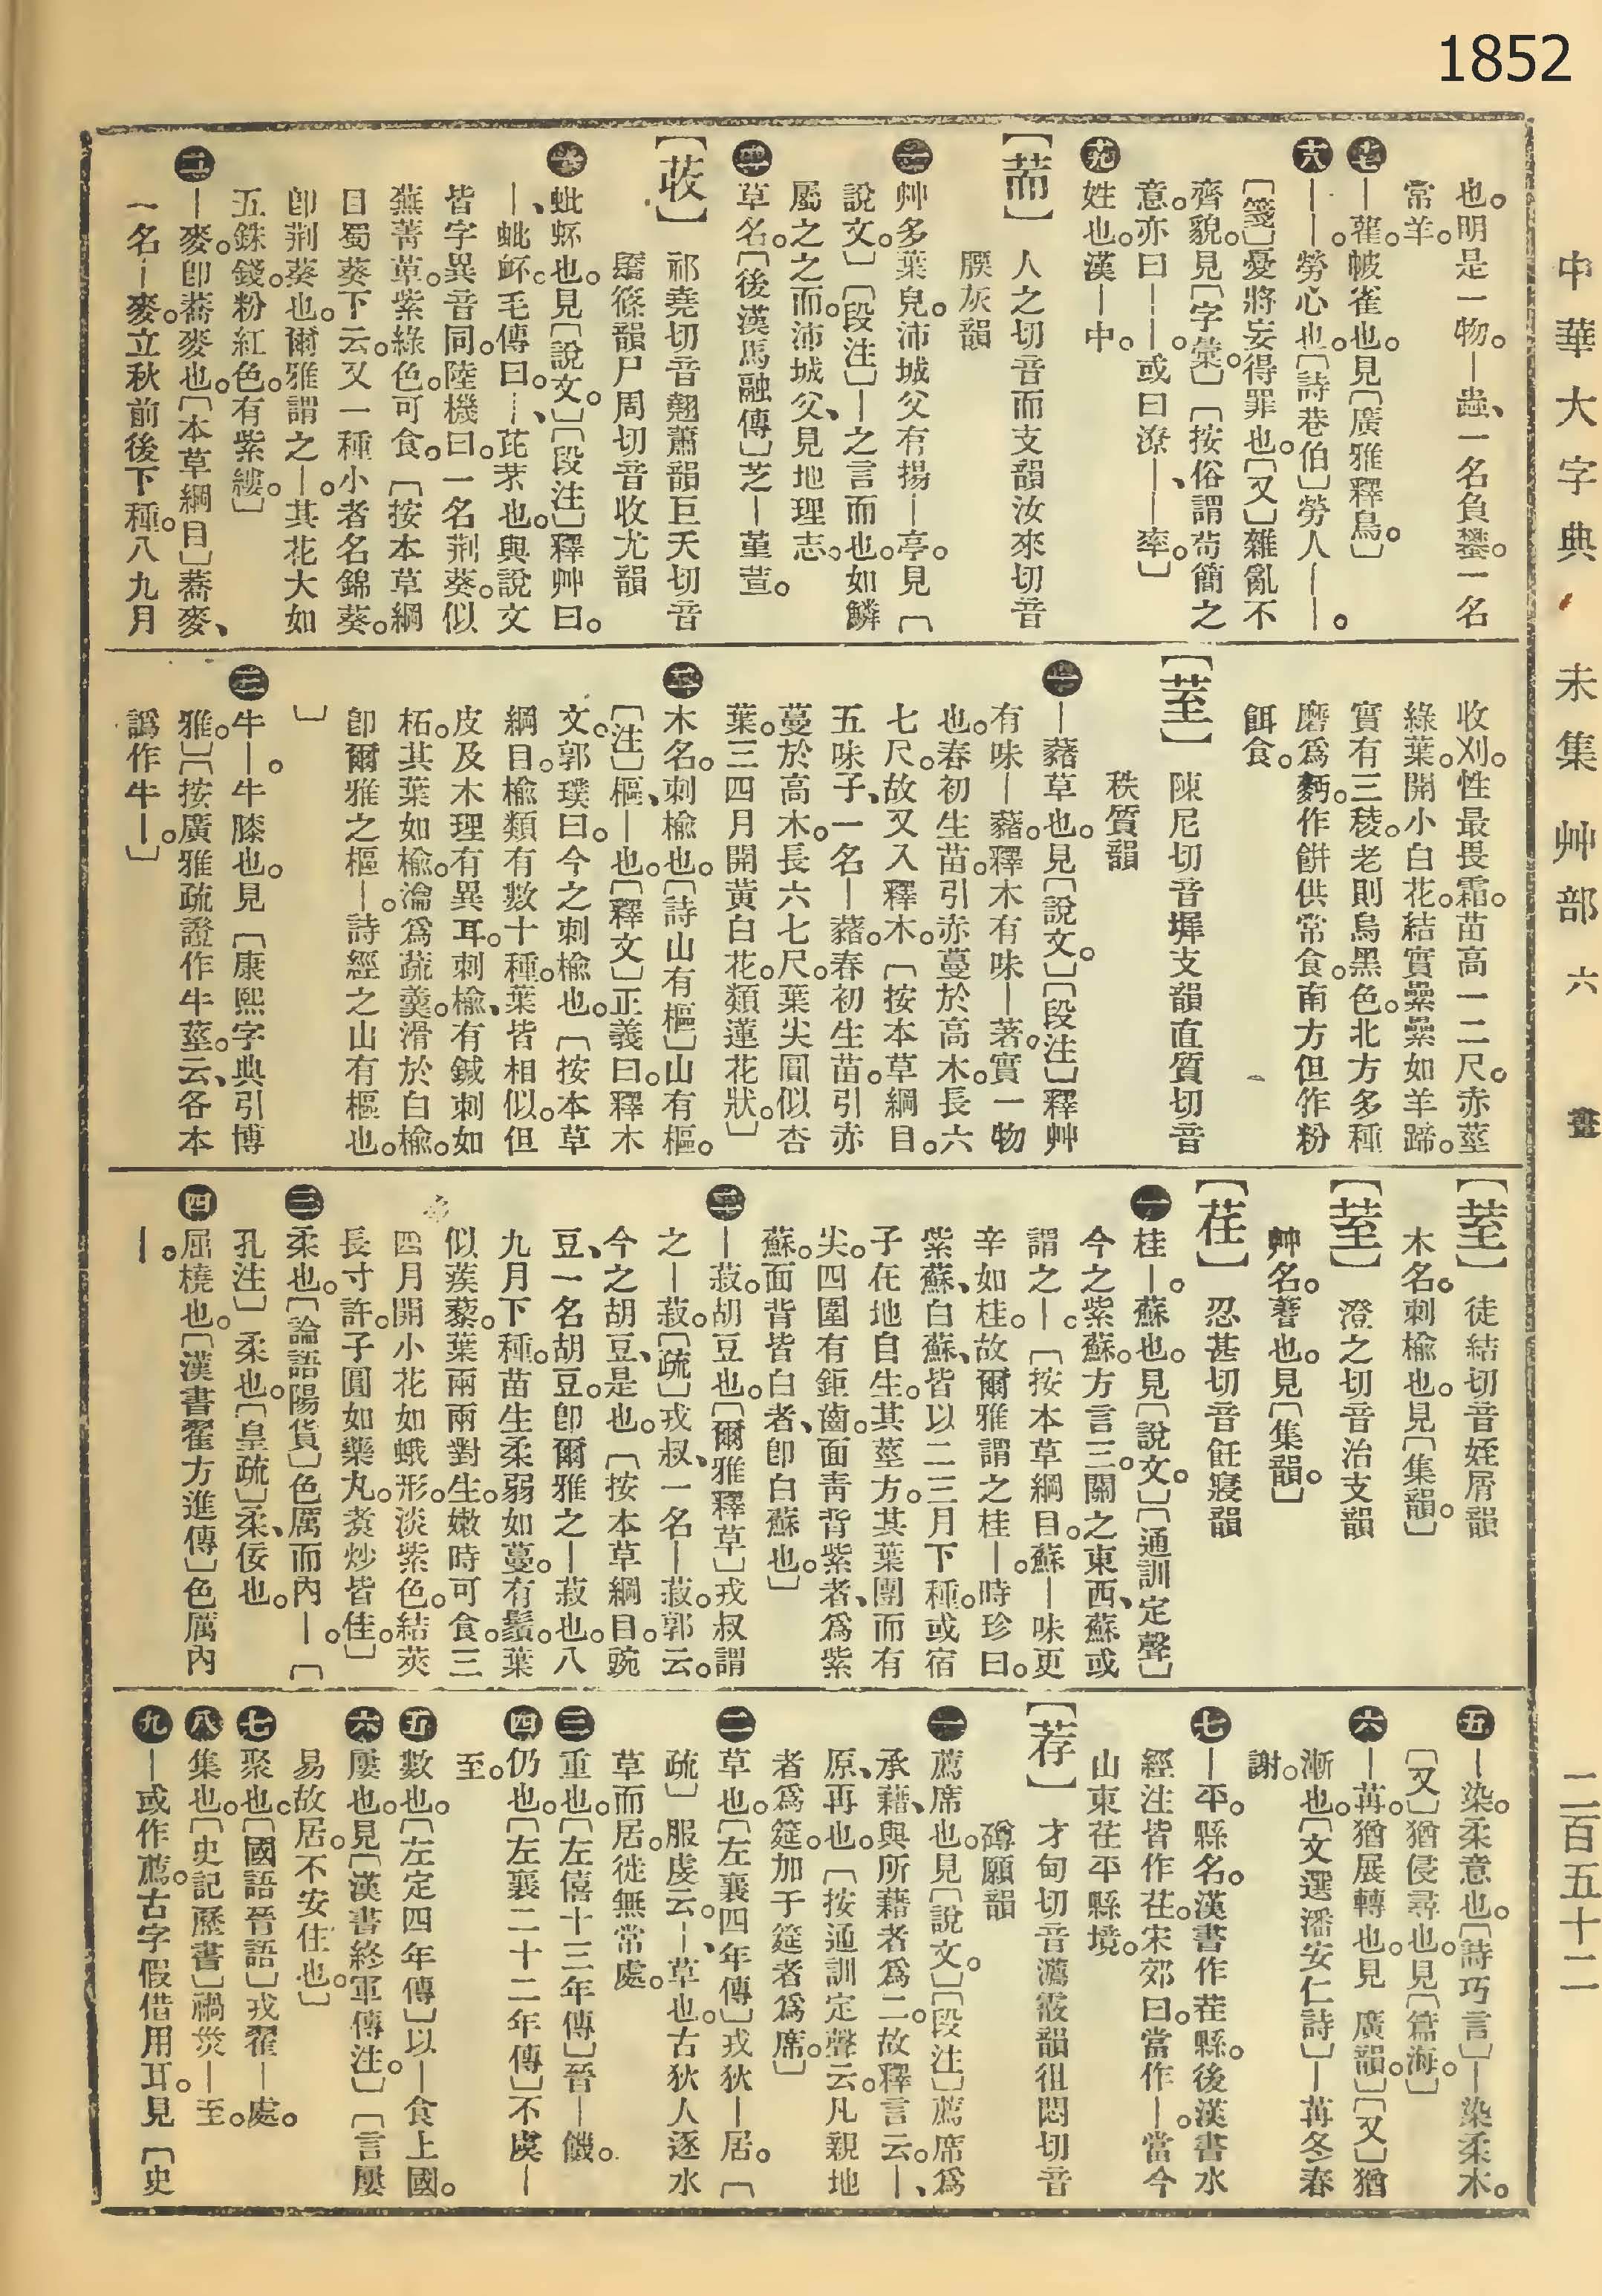 1852
中華大字典 未集 艸部 六畫 二百五十二
也。明是一物。｜蠱、一名負蠜。一名
常羊。
㊆｜雚。帔雀也。見〔廣雅釋鳥。〕
｜｜。勞心也。〔詩巷伯〕勞人｜｜。
〔箋〕憂將妄得罪也。〔又〕雜亂不
齊貌。見〔字彙。〕〔按俗謂茍簡之
意。亦曰｜｜。或曰潦｜、｜率。〕
姓也。漢｜中。
【荋】人之切音而支韻汝來切音
腝灰韻
㊀艸多葉皃。沛城父有揚｜亭。見〔
說文。〕〔段注〕｜之言而也。如鱗
屬之之而。沛城父、見地理志。
㊁草名。〔後漢馬融傳〕芝｜菫荁。
【荍】祁堯切音翹蕭韻巨夭切音
𦾵篠韻尸周切音收尤韻
㊀蚍衃也。見〔說文。〕〔段注〕釋艸曰。
｜、蚍衃。毛傳曰。｜、芘芣也。與說文
皆字異音同。陸機曰。一名荆葵。似
蕪菁。華紫綠色。可食。〔按本草綱
目蜀葵下云。又一種小者名錦葵。
卽荆葵也。爾雅謂之｜。其花大如
五銖錢。粉紅色。有紫縷。〕
㊁｜麥。卽蕎麥也。〔本草綱目〕蕎麥、
一名｜麥。立秋前後下種。八九月
收刈。性最畏霜。苗高一二尺。赤莖
綠葉。開小白花。結實纍纍如羊蹄。
實有三稜。老則烏黑色。北方多種
磨爲麪。作餠供常食。南方但作粉
餌食。
【荎】陳尼切音墀支韻直質切音
秩質韻
㊀｜藸草也。見〔說文。〕〔段注〕釋艸
有味｜藸。釋木有味｜著。實一物
也。春初生苗。引赤蔓於高木。長六
七尺。故又入釋木。〔按本草綱目。
五味子、一名｜藸。春初生苗。引赤
蔓於高木。長六七尺。葉尖圓似杏
葉。三四月開黃白花。類蓮花狀。〕
㊁木名。刺楡也。〔詩山有樞〕山有樞。
〔注〕樞、｜也。〔釋文〕正義曰。釋木
文。郭璞曰。今之刺楡也。〔按本草
綱目。楡類有數十種、葉皆相似。但
皮及木理有異耳。刺楡、有鍼刺如
柘。其葉如楡。瀹爲蔬羹。滑於白楡。
卽爾雅之樞｜。詩經之山有樞也。
〕
㊂牛｜。牛膝也。見〔康熙字典引博
雅。〕〔按廣雅疏證作牛莖。云、各本
譌作牛｜。〕
【荎】徒結切音姪屑韻
木名。刺楡也。見〔集韻。〕
【荎】澄之切音治支韻
艸名。蓍也。見〔集韻。〕
【荏】忍甚切音飪寢韻
㊀桂｜。蘇也。見〔說文。〕〔通訓定聲〕
今之紫蘇。方言三。關之東西、蘇或
謂之｜。〔按本草綱目。蘇｜味更
辛如桂。故爾雅謂之桂｜。時珍曰。
紫蘇、白蘇、皆以二三月下種。或宿
子在地自生。其莖方。其葉團而有
尖。四圍有鉅齒。面靑背紫者、爲紫
蘇。面背皆白者、卽白蘇也。〕
㊁｜菽。胡豆也。〔爾雅釋草〕戎叔謂
之｜菽。〔疏〕戎叔、一名｜菽。郭云。
今之胡豆、是也。〔按本草綱目。豌
豆、一名胡豆。卽爾雅之｜菽也。八
九月下種。苗生柔弱如蔓。有鬚。葉
似蒺藜。葉兩兩對生。嫩時可食。三
四月開小花如蛾形。淡紫色。結莢
長寸許。子圓如藥丸。煑炒皆佳。〕
㊂柔也。〔論語陽貨〕色厲而內｜。〔
孔注〕柔也。〔皇疏〕柔、佞也。
㊃屈橈也。〔漢書翟方進傳〕色厲內
｜。
㊄｜染。柔意也。〔詩巧言〕｜染柔木。
〔又〕猶侵尋也。見〔篇海。〕
㊅｜苒。猶展轉也。見〔廣韻。〕〔又〕猶
漸也。〔文選潘安仁詩〕｜苒冬春
謝。
㊆｜平。縣名。漢書作茬縣。後漢書水
經注皆作茬。宋郊曰。當作｜。當今
山東茌平縣境。
【荐】才甸切音瀳霰韻徂悶切音
鐏願韻
㊀薦席也。見〔說文。〕〔段注〕薦席爲
承藉、與所藉者爲二。故釋言云。｜、
原、再也。〔按通訓定聲云。凡親地
者爲筵。加于筵者爲席。〕
㊁草也。〔左襄四年傳〕戎狄｜居。〔
疏〕服虔云。｜、草也。古狄人逐水
草而居。徙無常處。
㊂重也。〔左僖十三年傳〕晉｜饑。
㊃仍也。〔左襄二十二年傳〕不虞｜
至。
㊄數也。〔左定四年傳〕以｜食上國。
㊅屢也。見〔漢書終軍傳注。〕〔言屢
易故居。不安住也。〕
㊆聚也。〔國語晉語〕戎翟｜處。
㊇集也。〔史記歷書〕禍災｜至。
㊈｜或作薦。古字假借用耳。見〔史